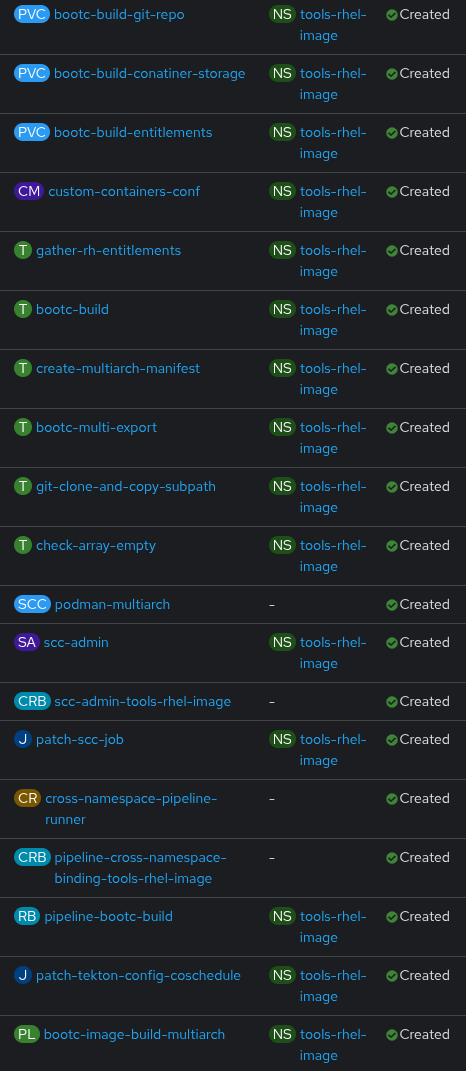 PVC bootc-build-git-repo NS tools-rhel- Created
image
PVC bootc-build-conatiner-storage NS tools-rhel- Created
image
PVC bootc-build-entitlements NS tools-rhel- Created
image
CM custom-containers-conf NS tools-rhel- Created
image
T gather-rh-entitlements NS tools-rhel- Created
image
T bootc-build NS tools-rhel- Created
image
T create-multiarch-manifest NS tools-rhel- Created
image
T bootc-multi-export NS tools-rhel- Created
image
T git-clone-and-copy-subpath NS tools-rhel- Created
image
T check-array-empty NS tools-rhel- Created
image
SCC podman-multiarch - Created
SA scc-admin NS tools-rhel- Created
image
CRB scc-admin-tools-rhel-image - Created
J patch-scc-job NS tools-rhel- Created
image
CR cross-namespace-pipeline- - Created
runner
CRB pipeline-cross-namespace- - Created
binding-tools-rhel-image
RB pipeline-bootc-build NS tools-rhel- Created
image
J patch-tekton-config-coschedule NS tools-rhel- Created
image
PL bootc-image-build-multiarch NS tools-rhel- Created
image